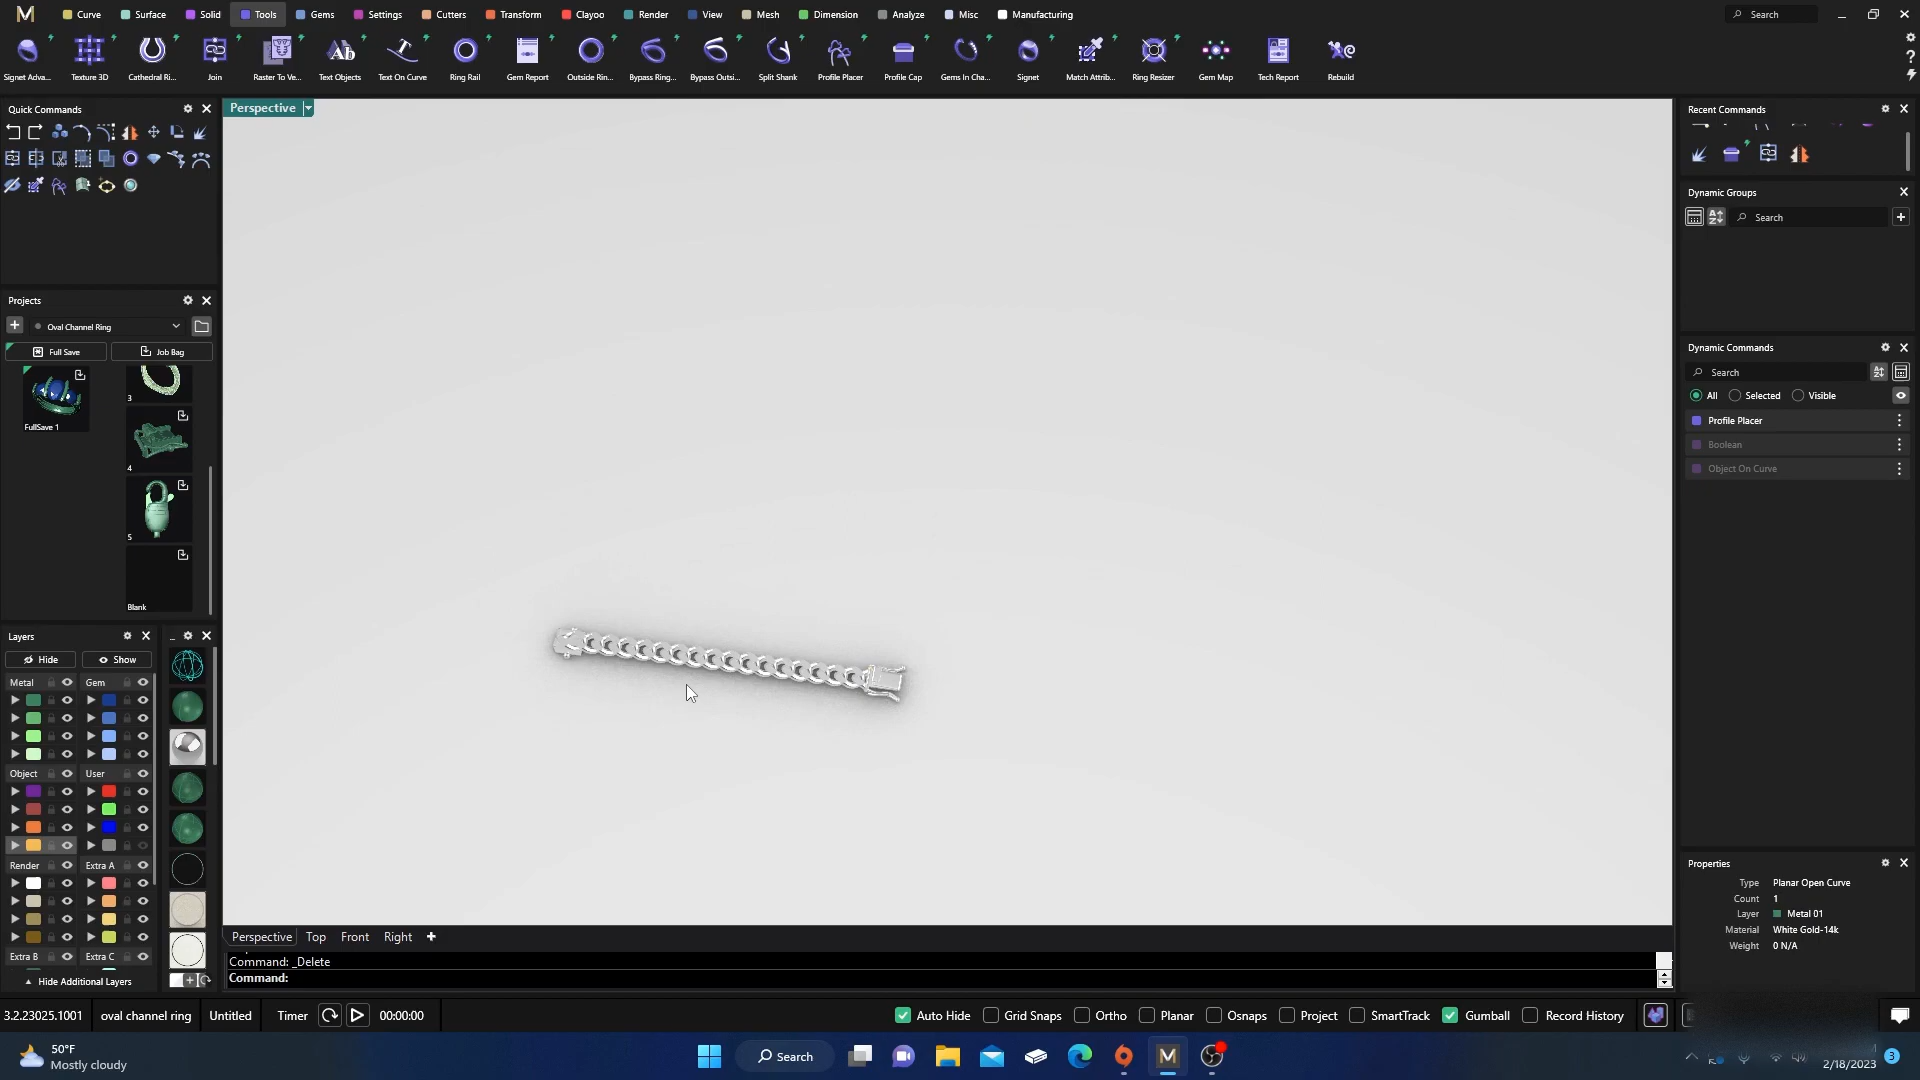 Curve Surface Solid Tools Gems Settings Cutters Transform Clayoo Render View Mesh Dimension Analyze Misc Manufacturing Search
Signet Adva... Texture 3D Cathedral Ri... Join Raster To Ve... Text Objects Text On Curve Ring Rail Gem Report Outside Rin... Bypass Ring... Bypass Outsi... Split Shank Profile Placer Profile Cap Gems In Cha... Signet Match Attrib... Ring Resizer Gem Map Tech Report Rebuild
Quick Commands
Perspective
Recent Commands
Dynamic Groups
Search
Projects
Oval Channel Ring
Full Save Job Bag
FullSave 1
3
4
5
Blank
Dynamic Commands
Search
All Selected Visible
Profile Placer
Boolean
Object On Curve
Layers
Hide Show
Metal Gem
Object User
Render Extra A
Extra B Extra C
Hide Additional Layers
Properties
Type Planar Open Curve
Count 1
Layer Metal 01
Material White Gold-14k
Weight 0 N/A
Perspective Top Front Right
Command: _Delete
Command:
3.2.23025.1001 oval channel ring Untitled Timer 00:00:00 Auto Hide Grid Snaps Ortho Planar Osnaps Project SmartTrack Gumball Record History
50°F
Mostly cloudy
Search
2/18/2023 3